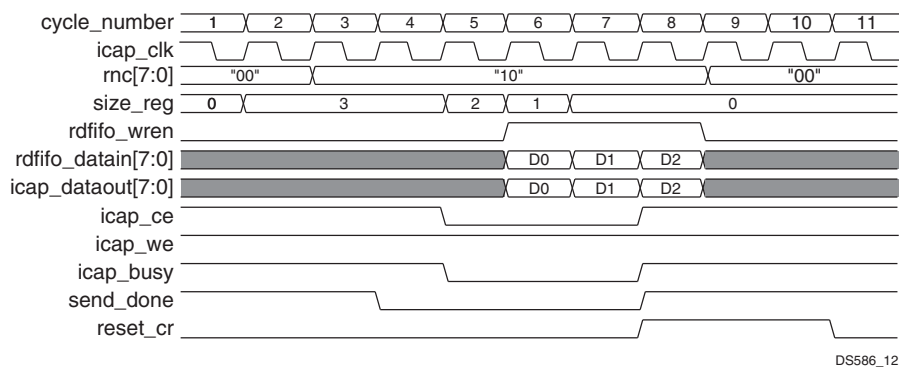 cycle_number 1 2 3 4 5 6 7 8 9 10 11
icap_clk
rnc[7:0] "00" "10" "00"
size_reg 0 3 2 1 0
rdfifo_wren
rdfifo_datain[7:0] D0 D1 D2
icap_dataout[7:0] D0 D1 D2
icap_ce
icap_we
icap_busy
send_done
reset_cr
DS586_12